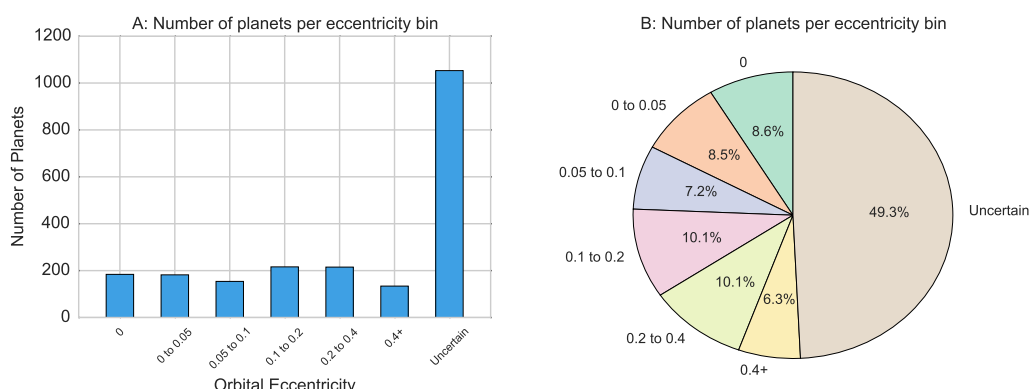 A: Number of planets per eccentricity bin
1200
1000
800
600
400
200
0
Number of Planets
0
0 to 0.05
0.05 to 0.1
0.1 to 0.2
0.2 to 0.4
0.4+
Uncertain
Orbital Eccentricity
B: Number of planets per eccentricity bin
0
0 to 0.05
0.05 to 0.1
0.1 to 0.2
0.2 to 0.4
0.4+
Uncertain
8.6%
8.5%
7.2%
10.1%
10.1%
6.3%
49.3%